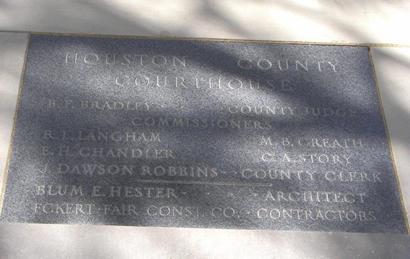 HOUSTON COUNTY
COURTHOUSE
B. F. BRADLEY - COUNTY JUDGE
COMMISSIONERS
R. L. LANGHAM M. B. CREATH
E. H. CHANDLER C. A. STORY
J. DAWSON ROBBINS - COUNTY CLERK
BLUM E. HESTER - - ARCHITECT
ECKERT-FAIR CONST. CO. - CONTRACTORS